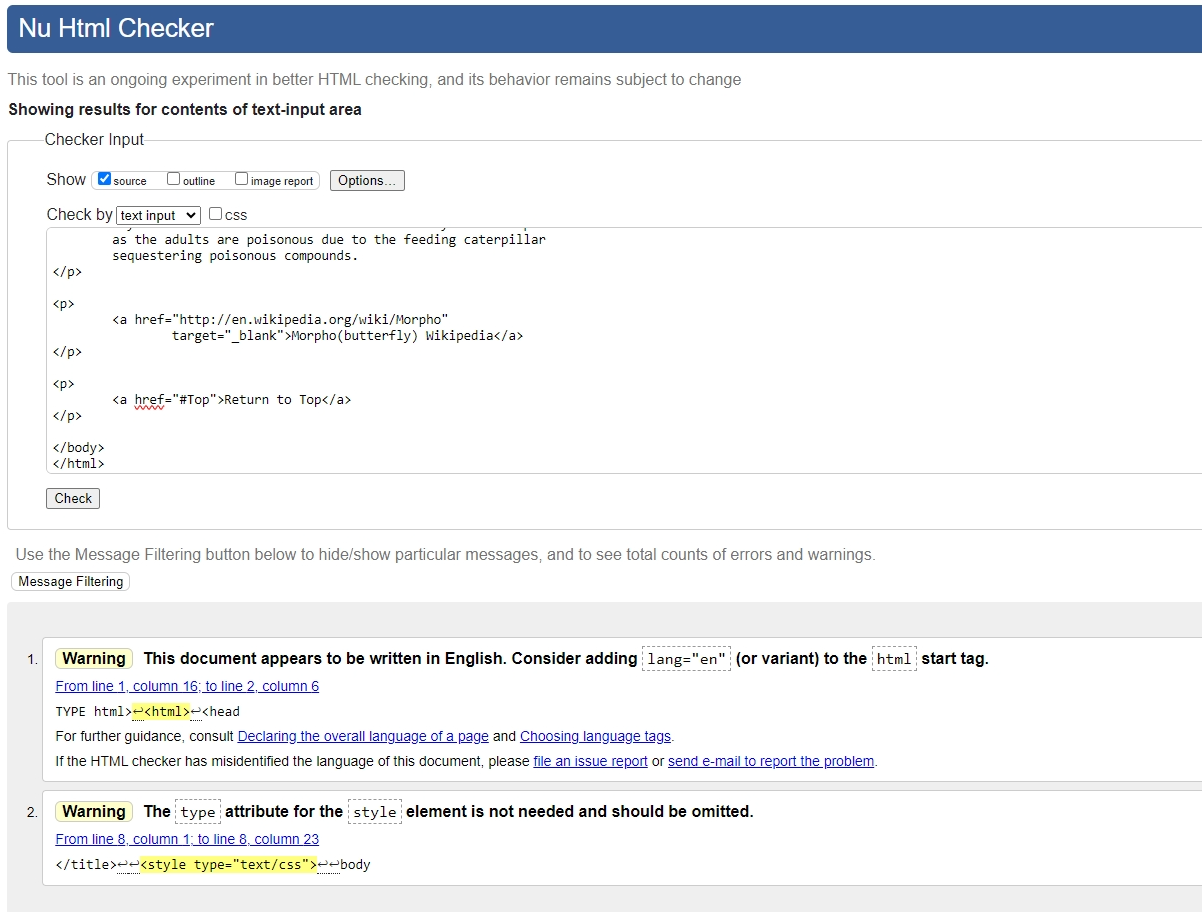 Nu Html Checker
This tool is an ongoing experiment in better HTML checking, and its behavior remains subject to change
Showing results for contents of text-input area
Checker Input
Show source outline image report Options...
Check by text input css
as the adults are poisonous due to the feeding caterpillar
sequestering poisonous compounds.
</p>
<p>
<a href="http://en.wikipedia.org/wiki/Morpho"
target="_blank">Morpho(butterfly) Wikipedia</a>
</p>
<p>
<a href="#Top">Return to Top</a>
</p>
</body>
</html>
Check
Use the Message Filtering button below to hide/show particular messages, and to see total counts of errors and warnings.
Message Filtering
1. Warning This document appears to be written in English. Consider adding lang="en" (or variant) to the html start tag.
From line 1, column 16; to line 2, column 6
TYPE html>↩<html>↩<head
For further guidance, consult Declaring the overall language of a page and Choosing language tags.
If the HTML checker has misidentified the language of this document, please file an issue report or send e-mail to report the problem.
2. Warning The type attribute for the style element is not needed and should be omitted.
From line 8, column 1; to line 8, column 23
</title>↩↩<style type="text/css">↩↩body